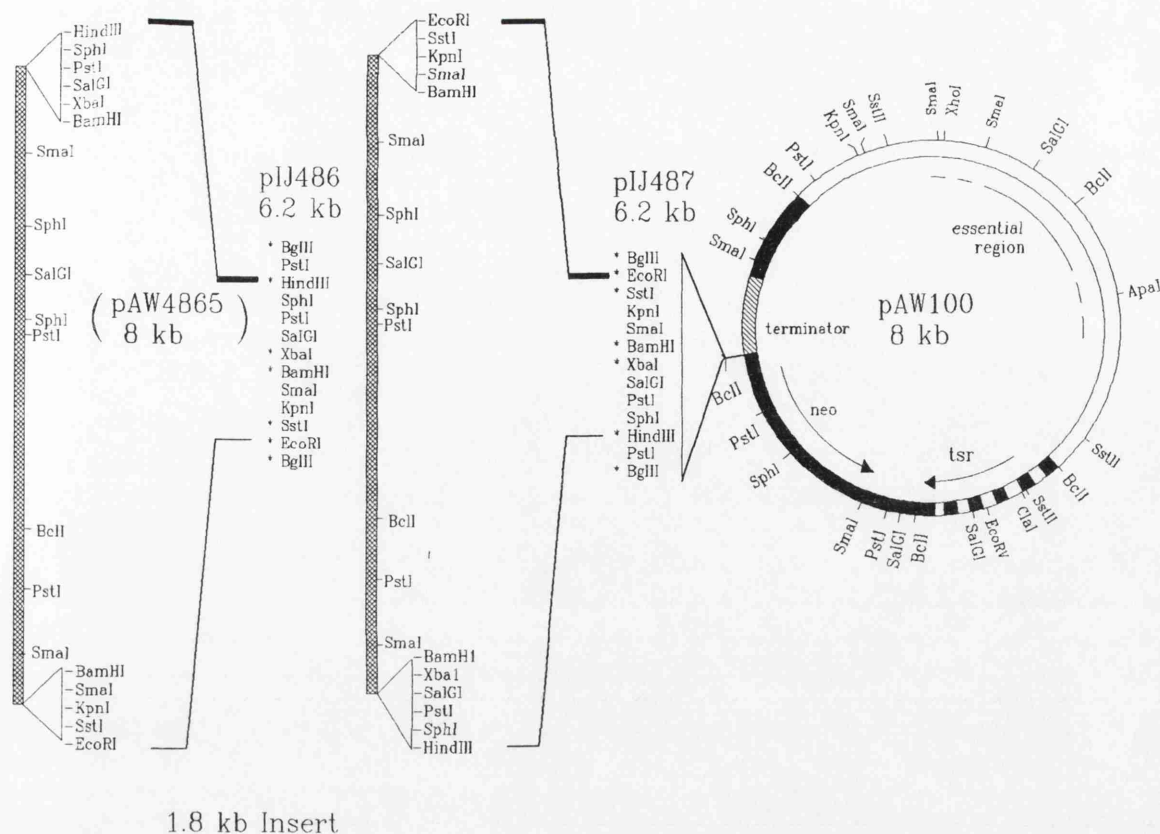 HindIII
SphI
PstI
SalGI
XbaI
BamHI
SmaI
SphI
SalGI
SphI
PstI
(pAW4865)
8 kb
BclI
PstI
SmaI
BamHI
SmaI
KpnI
SstI
EcoRI
pIJ486
6.2 kb
* BglII
PstI
* HindIII
SphI
PstI
SalGI
* XbaI
* BamHI
SmaI
KpnI
* SstI
* EcoRI
* BglII
EcoRI
SstI
KpnI
SmaI
BamHI
SmaI
SphI
SalGI
SphI
PstI
BclI
PstI
SmaI
BamH1
Xba1
SalGI
PstI
SphI
HindIII
pIJ487
6.2 kb
* BglII
* EcoRI
* SstI
KpnI
SmaI
* BamHI
* XbaI
SalGI
PstI
SphI
* HindIII
PstI
* BglII
pAW100
8 kb
essential
region
terminator
neo
tsr
SmaI
XhoI
SmaI
SalGI
BclI
ApaI
SstII
BclI
SstII
ClaI
EcoRV
SalGI
BclI
SalGI
PstI
SmaI
SphI
PstI
BclI
SmaI
SphI
BclI
PstI
KpnI
SmaI
SstII
1.8 kb Insert